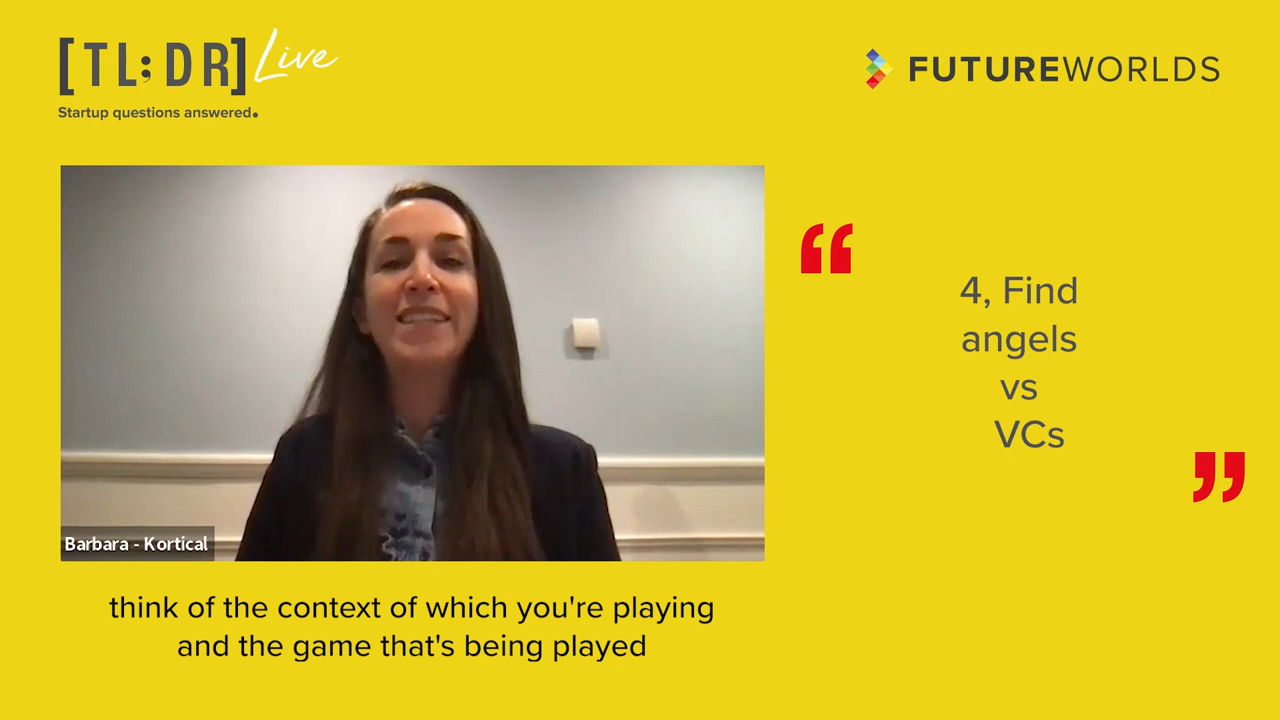 [TL;DR] Live
Startup questions answered.
FUTUREWORLDS
“
4, Find
angels
vs
VCs
”
Barbara - Kortical
think of the context of which you're playing
and the game that's being played